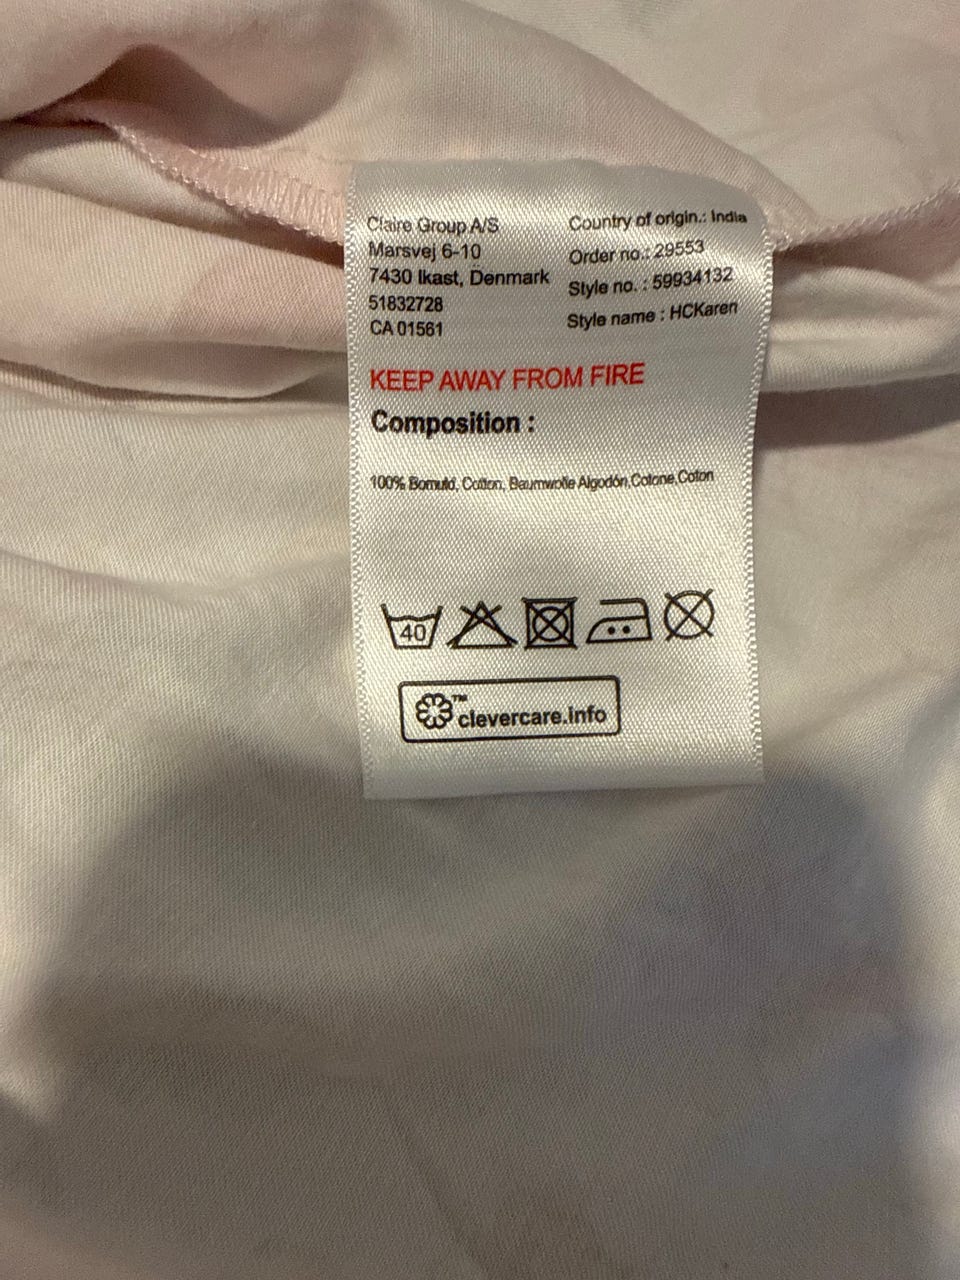 Claire Group A/S
Marsvej 6-10
7430 Ikast, Denmark
51832728
CA 01561
Country of origin.: India
Order no.: 29553
Style no. : 59934132
Style name : HCKaren
KEEP AWAY FROM FIRE
Composition :
100% Bomuld, Cotton, Baumwolle Algodón,Cotone,Coton
40
™
clevercare.info